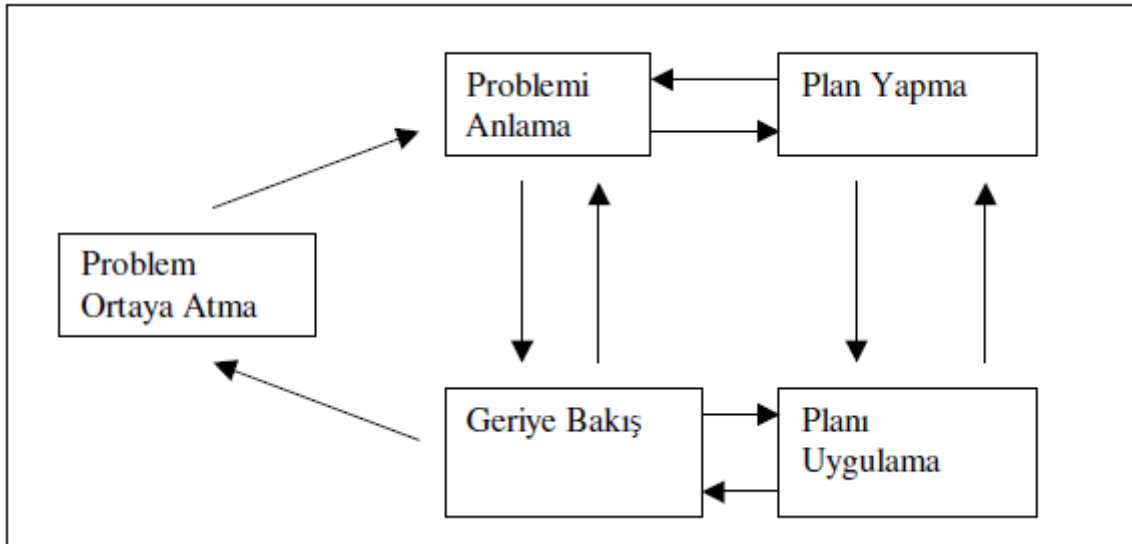 Problemi
Anlama
Plan Yapma
Problem
Ortaya Atma
Geriye Bakış
Planı
Uygulama